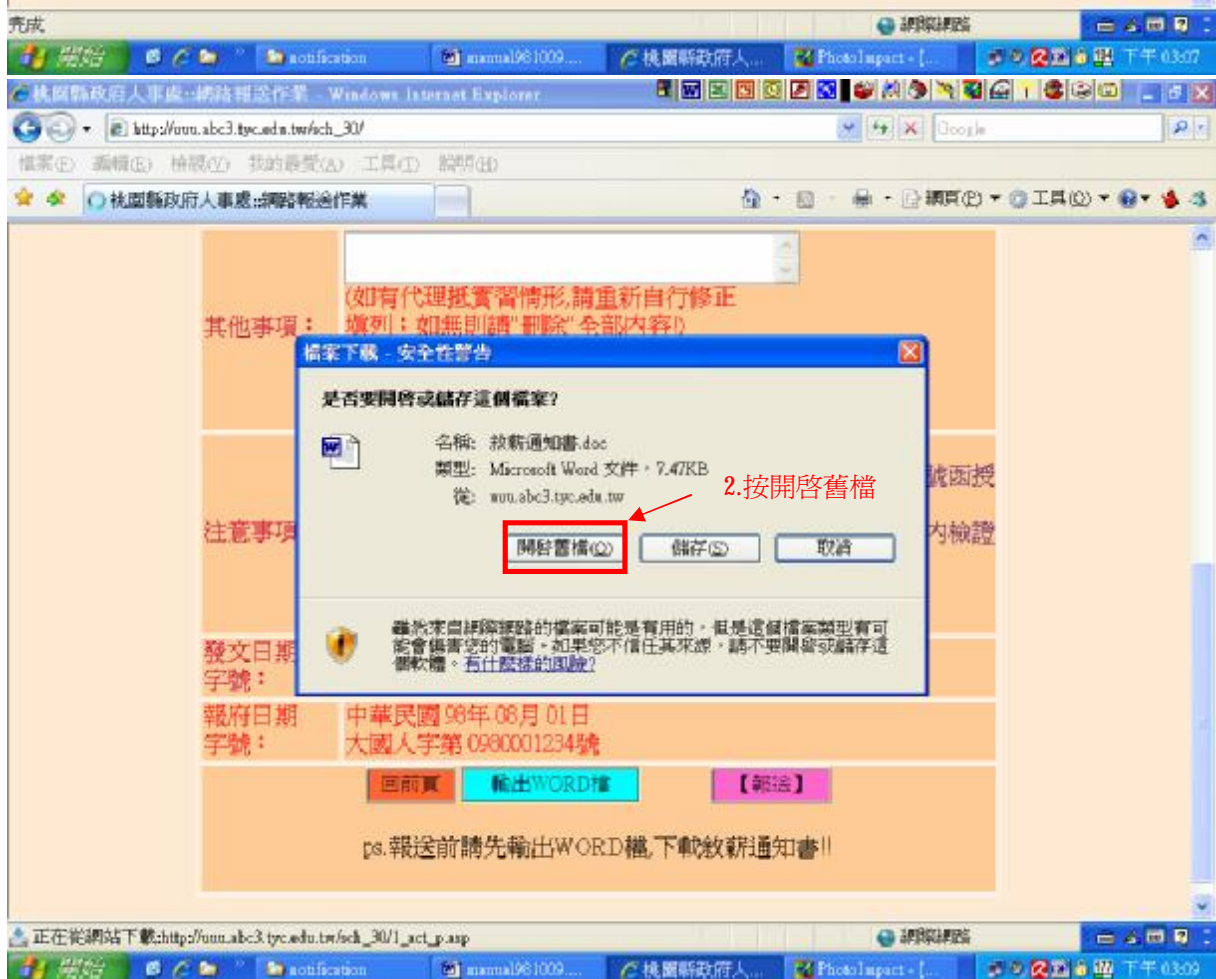 完成
網際網路
開始
notification
manual981009....
桃園縣政府人...
PhotoImpact - [...
下午 03:07
桃園縣政府人事處::網路報送作業 - Windows Internet Explorer
http://uuu.abc3.tyc.edu.tw/sch_30/
Google
檔案(F) 編輯(E) 檢視(V) 我的最愛(A) 工具(T) 說明(H)
桃園縣政府人事處::網路報送作業
網頁(P)
工具(O)
(如有代理抵實習情形,請重新自行修正
其他事項：
填列；如無則請"刪除"全部內容!)
檔案下載 - 安全性警告
是否要開啓或儲存這個檔案?
名稱: 敘薪通知書.doc
類型: Microsoft Word 文件，7.47KB
從: uuu.abc3.tyc.edu.tw
2.按開啓舊檔
號函授
注意事項
內檢證
開啓舊檔(O)
儲存(S)
取消
雖然來自網際網路的檔案可能是有用的，但是這個檔案類型有可
能會傷害您的電腦。如果您不信任其來源，請不要開啓或儲存這
個軟體。有什麼樣的風險?
發文日期
字號：
報府日期
字號：
中華民國 98年 08月 01日
大國人字第 0980001234號
回前頁
輸出WORD檔
【報送】
ps.報送前請先輸出WORD檔,下載敘薪通知書!!
正在從網站下載:http://uuu.abc3.tyc.edu.tw/sch_30/1_act_p.asp
網際網路
開始
notification
manual981009....
桃園縣政府人...
PhotoImpact - [...
下午 03:09